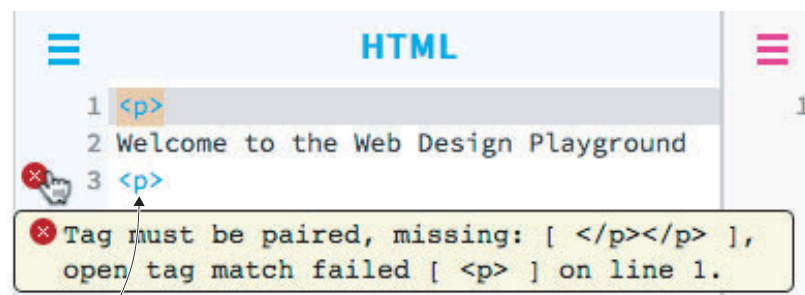 HTML
1 <p>
1
2 Welcome to the Web Design Playground
3 <p>
Tag must be paired, missing: [ </p></p> ],
open tag match failed [ <p> ] on line 1.